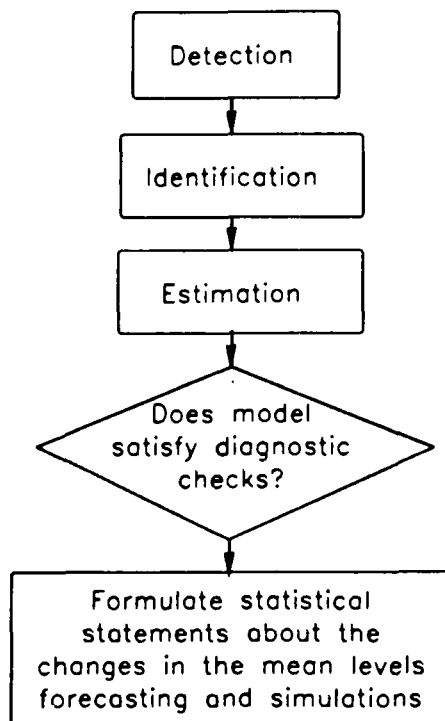 Detection
Identification
Estimation
Does model
satisfy diagnostic
checks?
Formulate statistical
statements about the
changes in the mean levels
forecasting and simulations